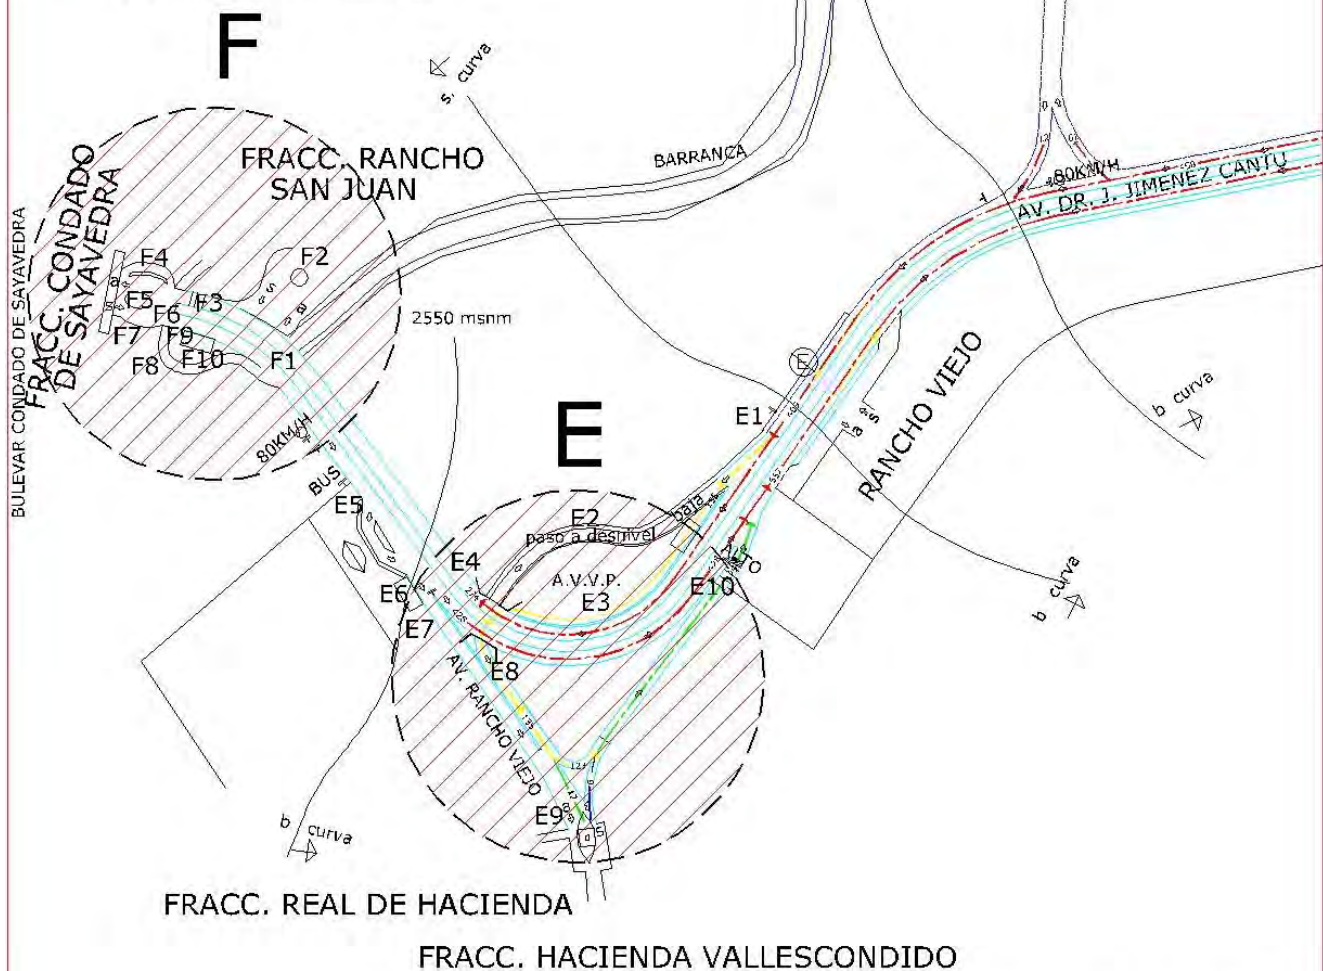 F
s. curva
FRACC. RANCHO
SAN JUAN
BARRANCA
80KM/H
AV. DR. J. JIMENEZ CANTU
FRACC. CONDADO
DE SAYAVEDRA
BULEVAR CONDADO DE SAYAVEDRA
F4
F2
a
s
F5
F6
F3
s
a
F7
F9
F8
F10
F1
2550 msnm
E
RANCHO VIEJO
b curva
E1
a
s
E
80KM/H
BUS
E5
E2
baja
paso a desnivel
E4
A.V.V.P.
E3
ALTO
E10
b curva
E6
E7
E8
AV. RANCHO VIEJO
E9
S
b curva
FRACC. REAL DE HACIENDA
FRACC. HACIENDA VALLESCONDIDO